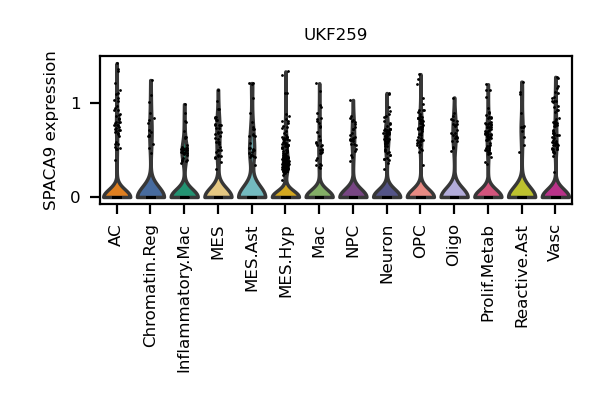 UKF259
SPACA9 expression
1
0
AC
Chromatin.Reg
Inflammatory.Mac
MES
MES.Ast
MES.Hyp
Mac
NPC
Neuron
OPC
Oligo
Prolif.Metab
Reactive.Ast
Vasc